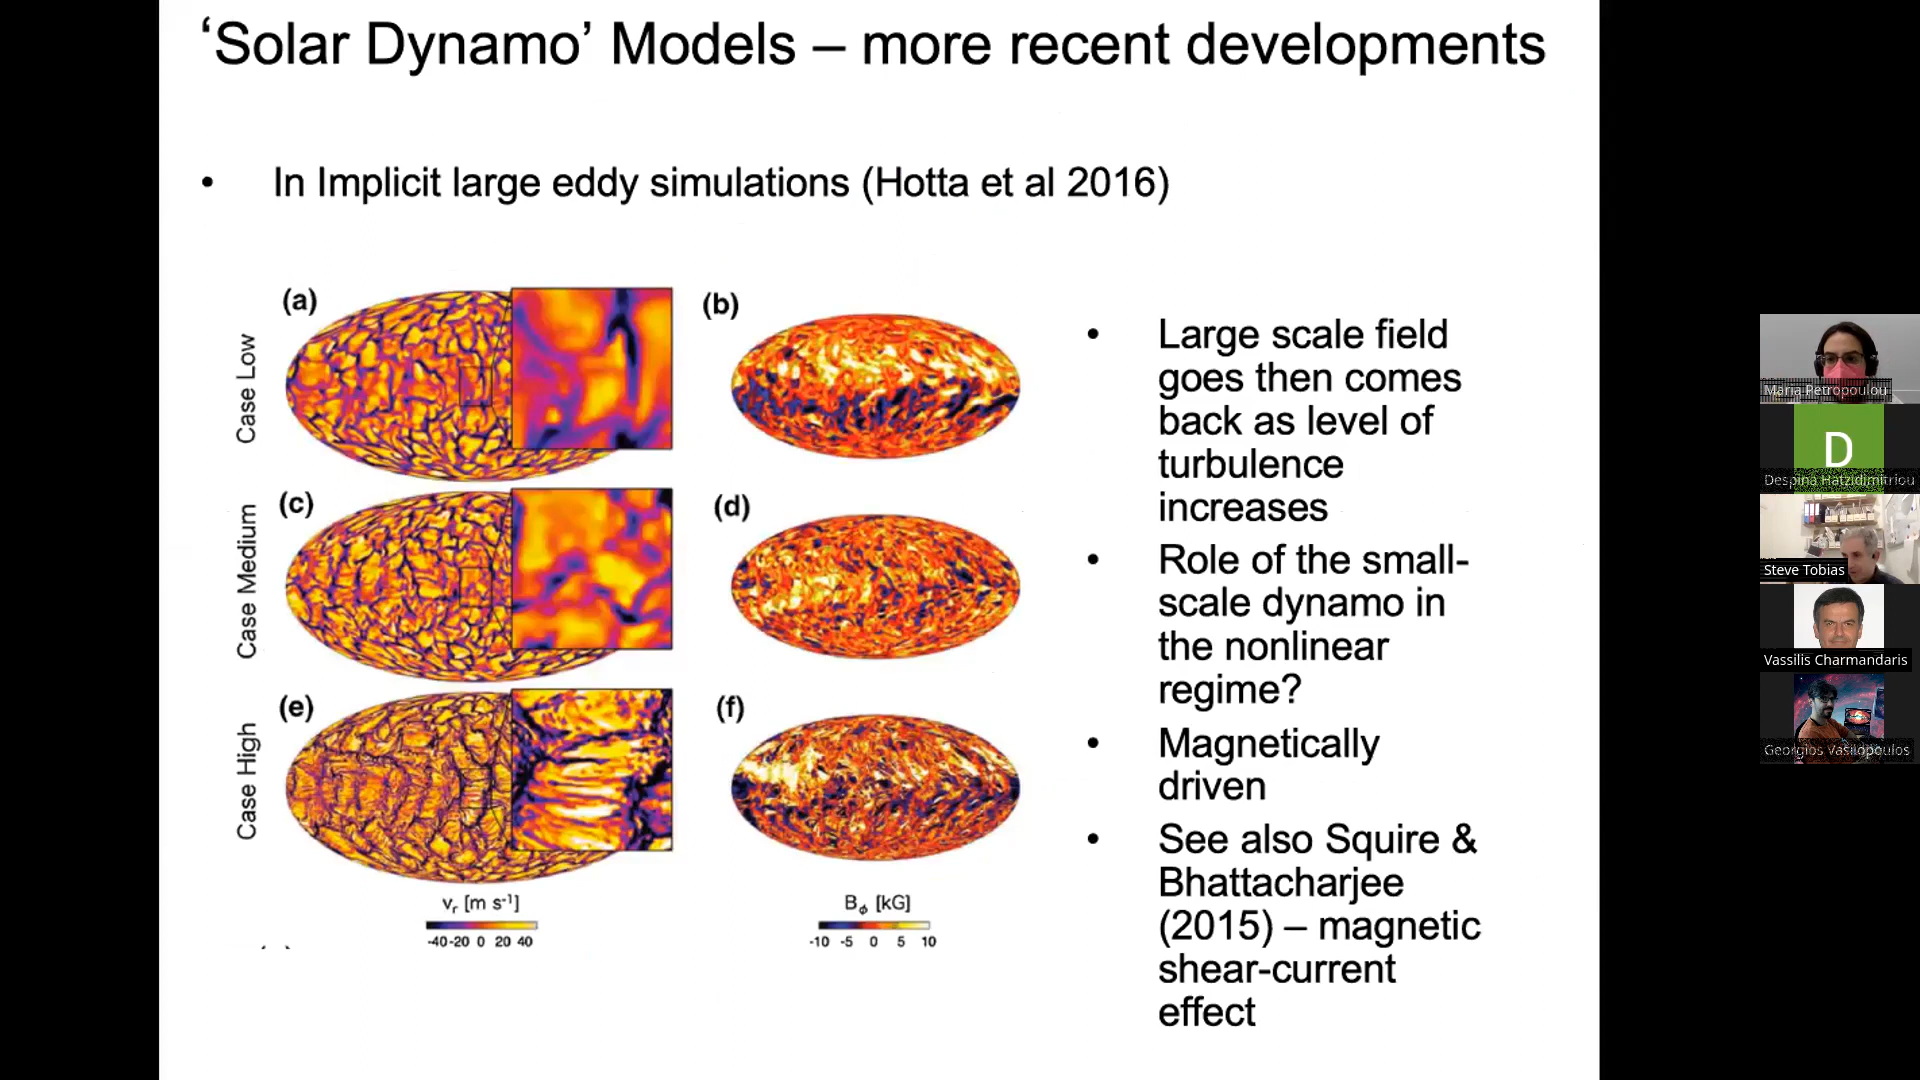 ‘Solar Dynamo’ Models – more recent developments
• In Implicit large eddy simulations (Hotta et al 2016)
(a)
(b)
Case Low
(c)
(d)
Case Medium
(e)
(f)
Case High
vr [m s-1]
-40 -20 0 20 40
Bϕ [kG]
-10 -5 0 5 10
• Large scale field
goes then comes
back as level of
turbulence
increases
• Role of the small-
scale dynamo in
the nonlinear
regime?
• Magnetically
driven
• See also Squire &
Bhattacharjee
(2015) – magnetic
shear-current
effect
Maria Petropoulou
D
Despina Hatzidimitriou
Steve Tobias
Vassilis Charmandaris
Georgios Vasilopoulos